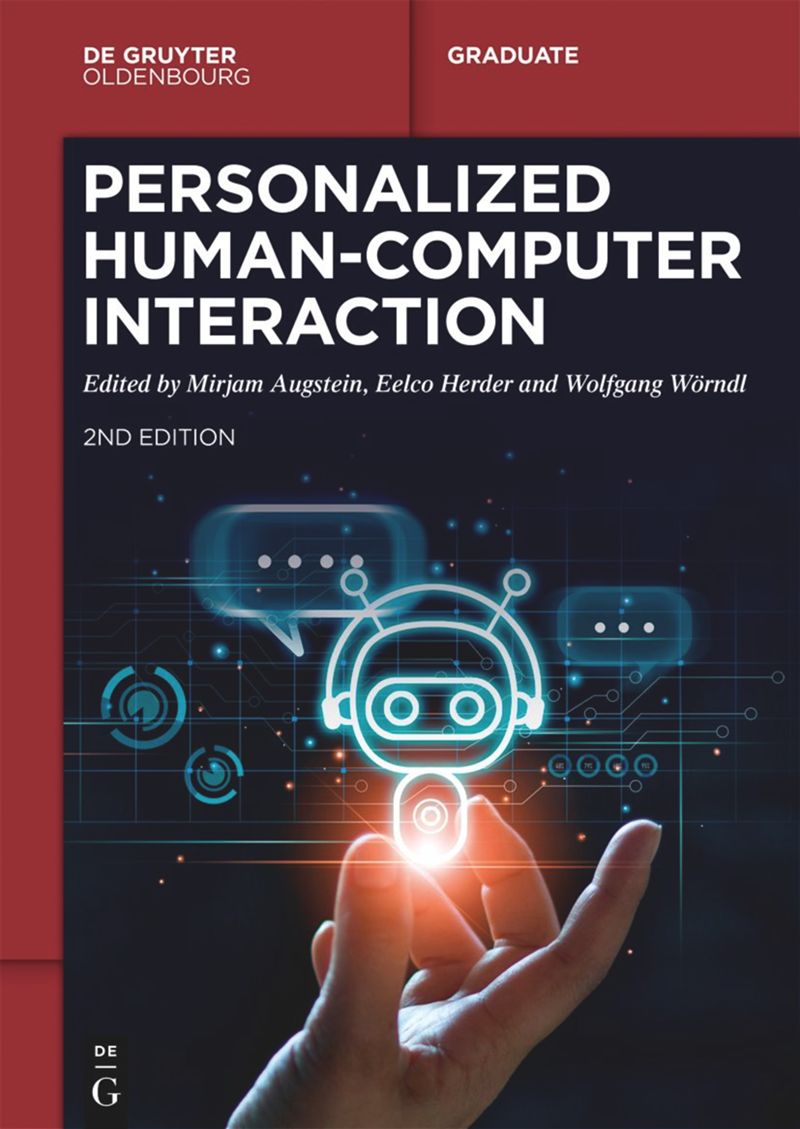 DE GRUYTER
OLDENBOURG
GRADUATE
PERSONALIZED
HUMAN-COMPUTER
INTERACTION
Edited by Mirjam Augstein, Eelco Herder and Wolfgang Wörndl
2ND EDITION
DE
G